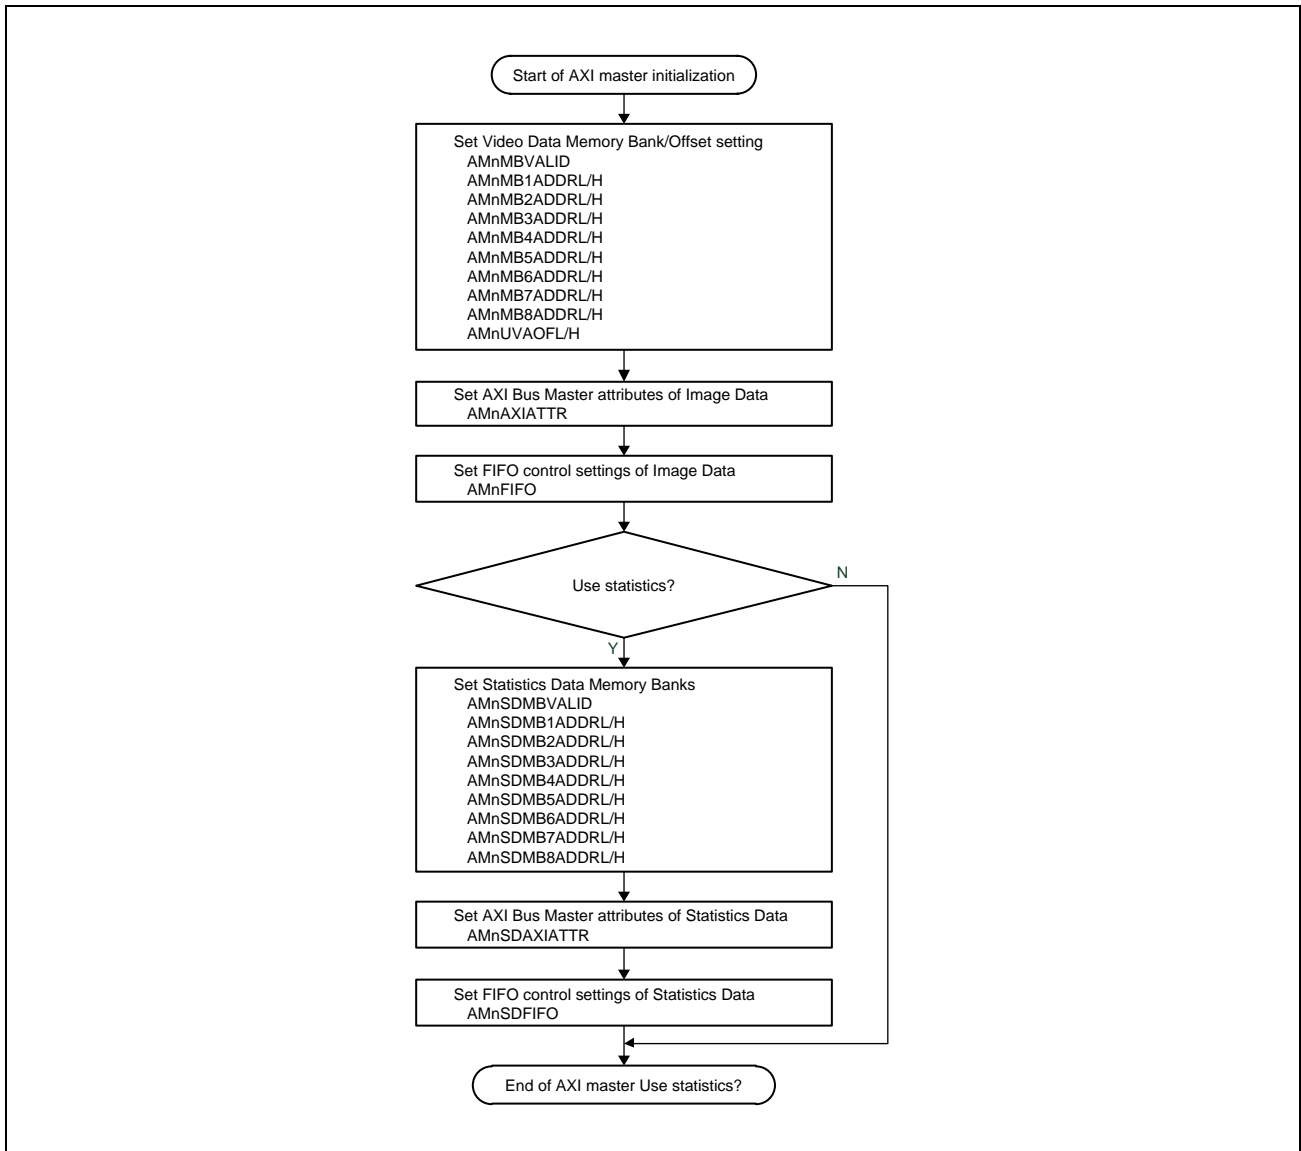 Start of AXI master initialization
Set Video Data Memory Bank/Offset setting
AMnMBVALID
AMnMB1ADDRL/H
AMnMB2ADDRL/H
AMnMB3ADDRL/H
AMnMB4ADDRL/H
AMnMB5ADDRL/H
AMnMB6ADDRL/H
AMnMB7ADDRL/H
AMnMB8ADDRL/H
AMnUVAOFL/H
Set AXI Bus Master attributes of Image Data
AMnAXIATTR
Set FIFO control settings of Image Data
AMnFIFO
Use statistics?
N
Y
Set Statistics Data Memory Banks
AMnSDMBVALID
AMnSDMB1ADDRL/H
AMnSDMB2ADDRL/H
AMnSDMB3ADDRL/H
AMnSDMB4ADDRL/H
AMnSDMB5ADDRL/H
AMnSDMB6ADDRL/H
AMnSDMB7ADDRL/H
AMnSDMB8ADDRL/H
Set AXI Bus Master attributes of Statistics Data
AMnSDAXIATTR
Set FIFO control settings of Statistics Data
AMnSDFIFO
End of AXI master Use statistics?